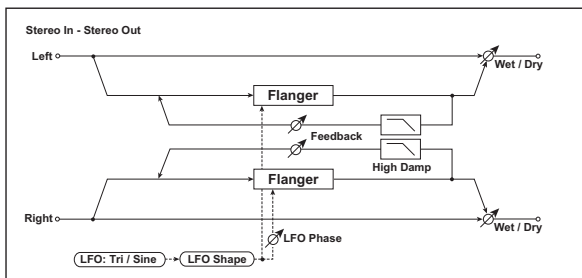 Stereo In - Stereo Out
Left
Wet / Dry
Flanger
Feedback
High Damp
Flanger
Right
Wet / Dry
LFO Phase
LFO: Tri / Sine
LFO Shape